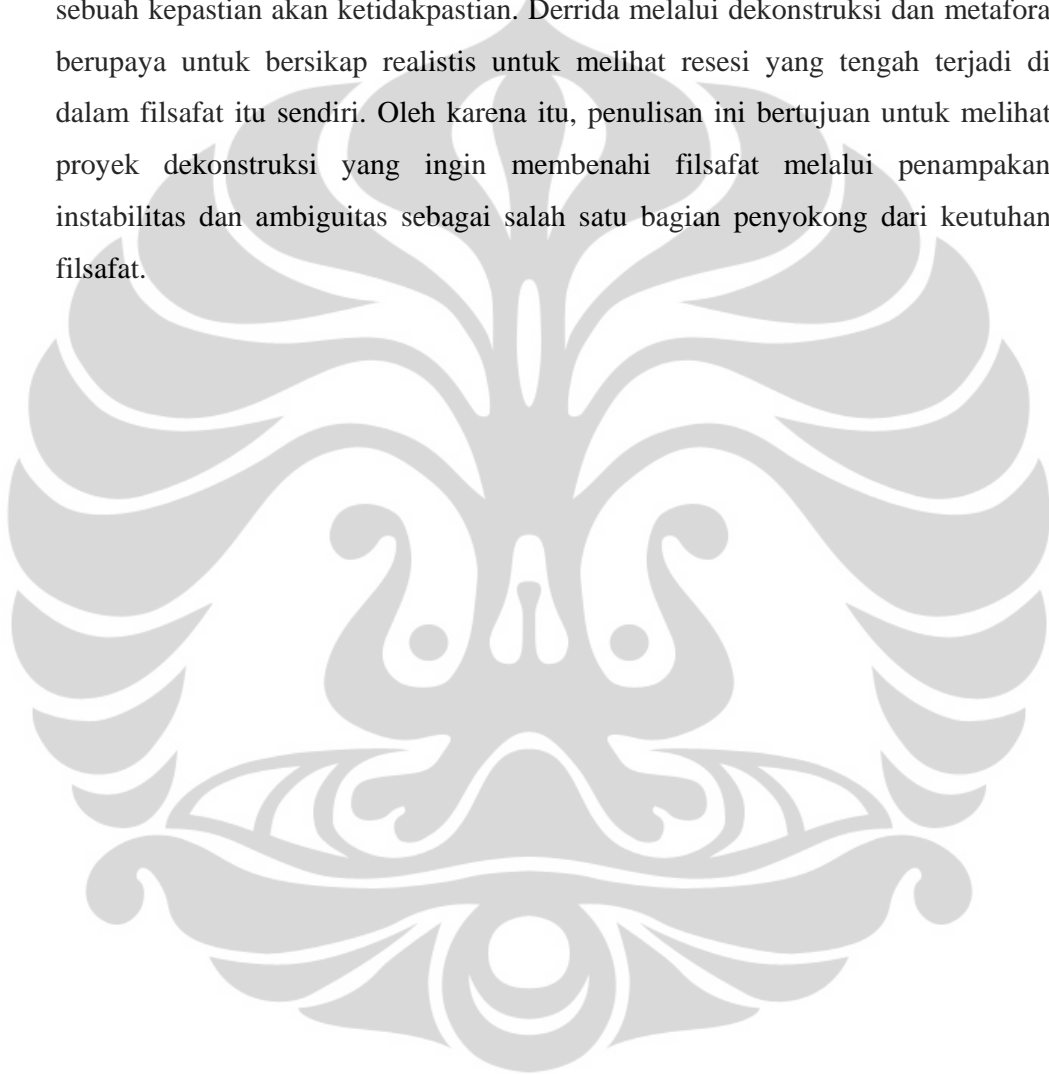 sebuah kepastian akan ketidakpastian. Derrida melalui dekonstruksi dan metafora
berupaya untuk bersikap realistis untuk melihat resesi yang tengah terjadi di
dalam filsafat itu sendiri. Oleh karena itu, penulisan ini bertujuan untuk melihat
proyek dekonstruksi yang ingin membenahi filsafat melalui penampakan
instabilitas dan ambiguitas sebagai salah satu bagian penyokong dari keutuhan
filsafat.